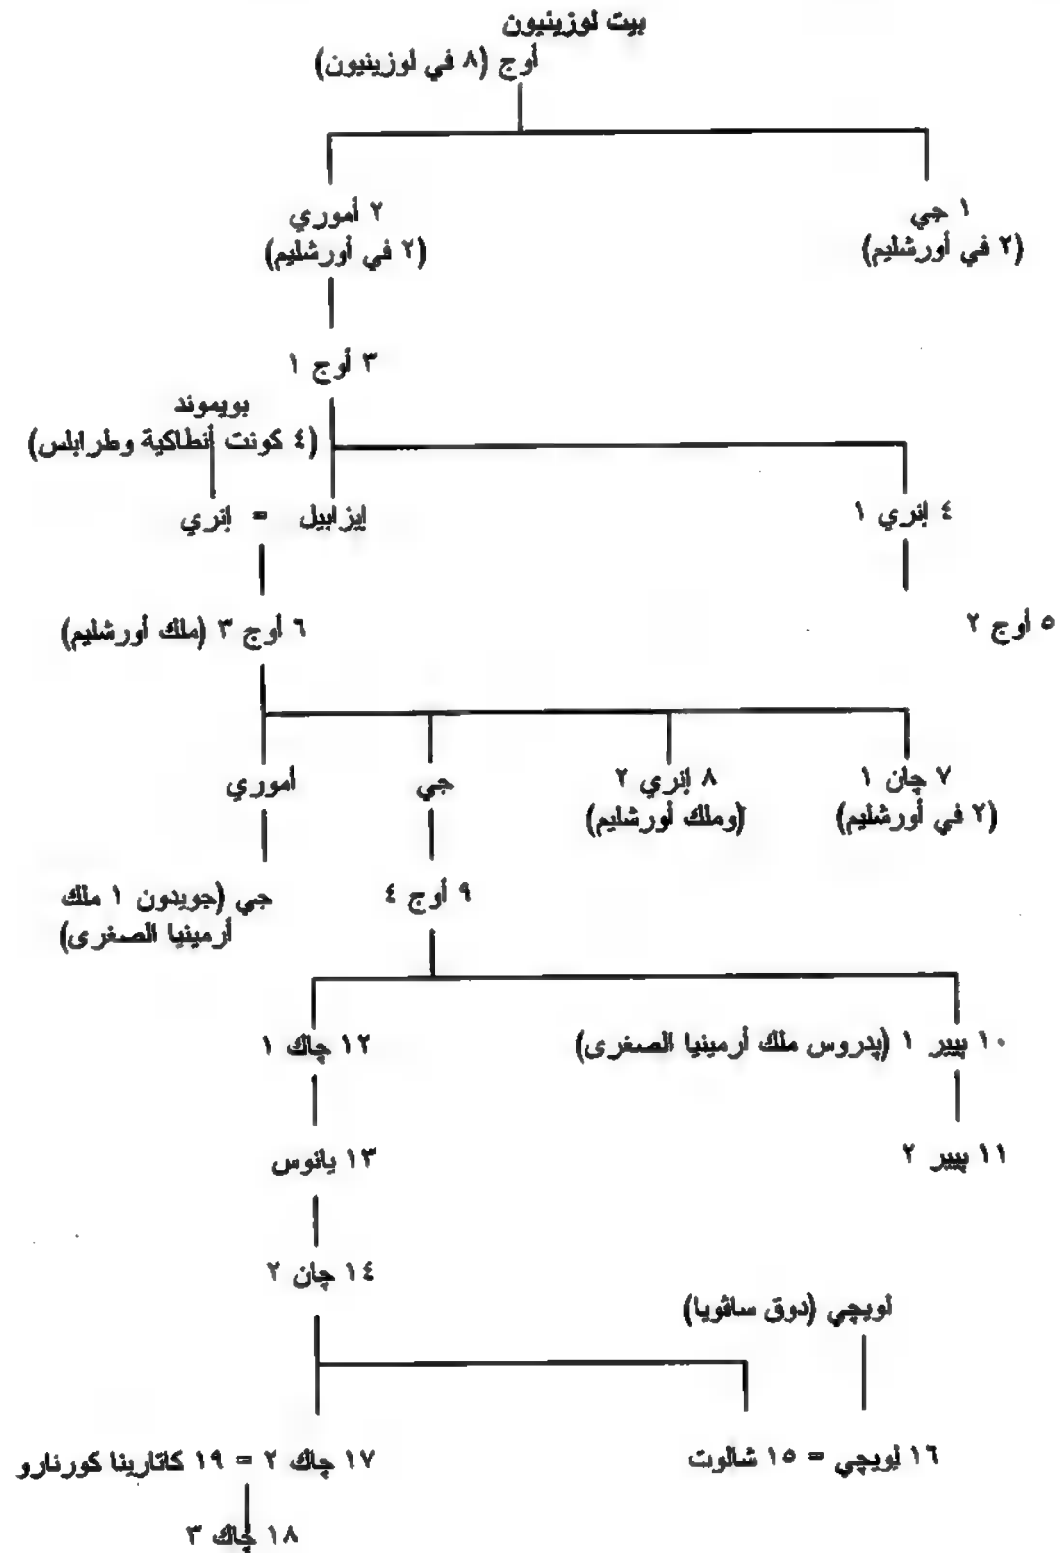 بيت لوزينيون
أوج (٨ في لوزينيون)
١ جي
(٢ في أورشليم)
٢ أموري
(٢ في أورشليم)
٣ أوج ١
بويموند
(٤ كونت أنطاكية وطرابلس)
٤ إنري ١
إيزابيل = إنري
٥ أوج ٢
٦ أوج ٣ (ملك أورشليم)
٧ چان ١
(٢ في أورشليم)
٨ إنري ٢
(وملك أورشليم)
جي
أموري
٩ أوج ٤
جي (جويدون ١ ملك
أرمينيا الصغرى)
١٠ پيير ١ (پدروس ملك أرمينيا الصغرى)
١٢ چاك ١
١١ پيير ٢
١٣ يانوس
١٤ چان ٢
لويچي (دوق ساڤويا)
١٦ لويچي = ١٥ شالوت
١٧ چاك ٢ = ١٩ كاتارينا كورنارو
١٨ چاك ٣